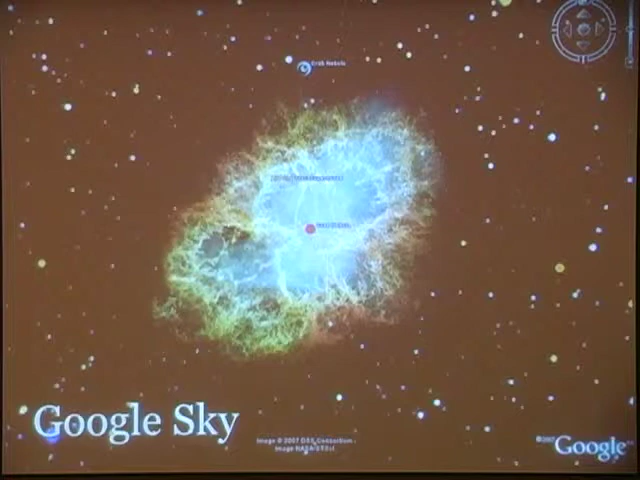 Crab Nebula
Google Sky
Image © 2007 DSS Consortium
Image NASA/STScI
©2007 Google